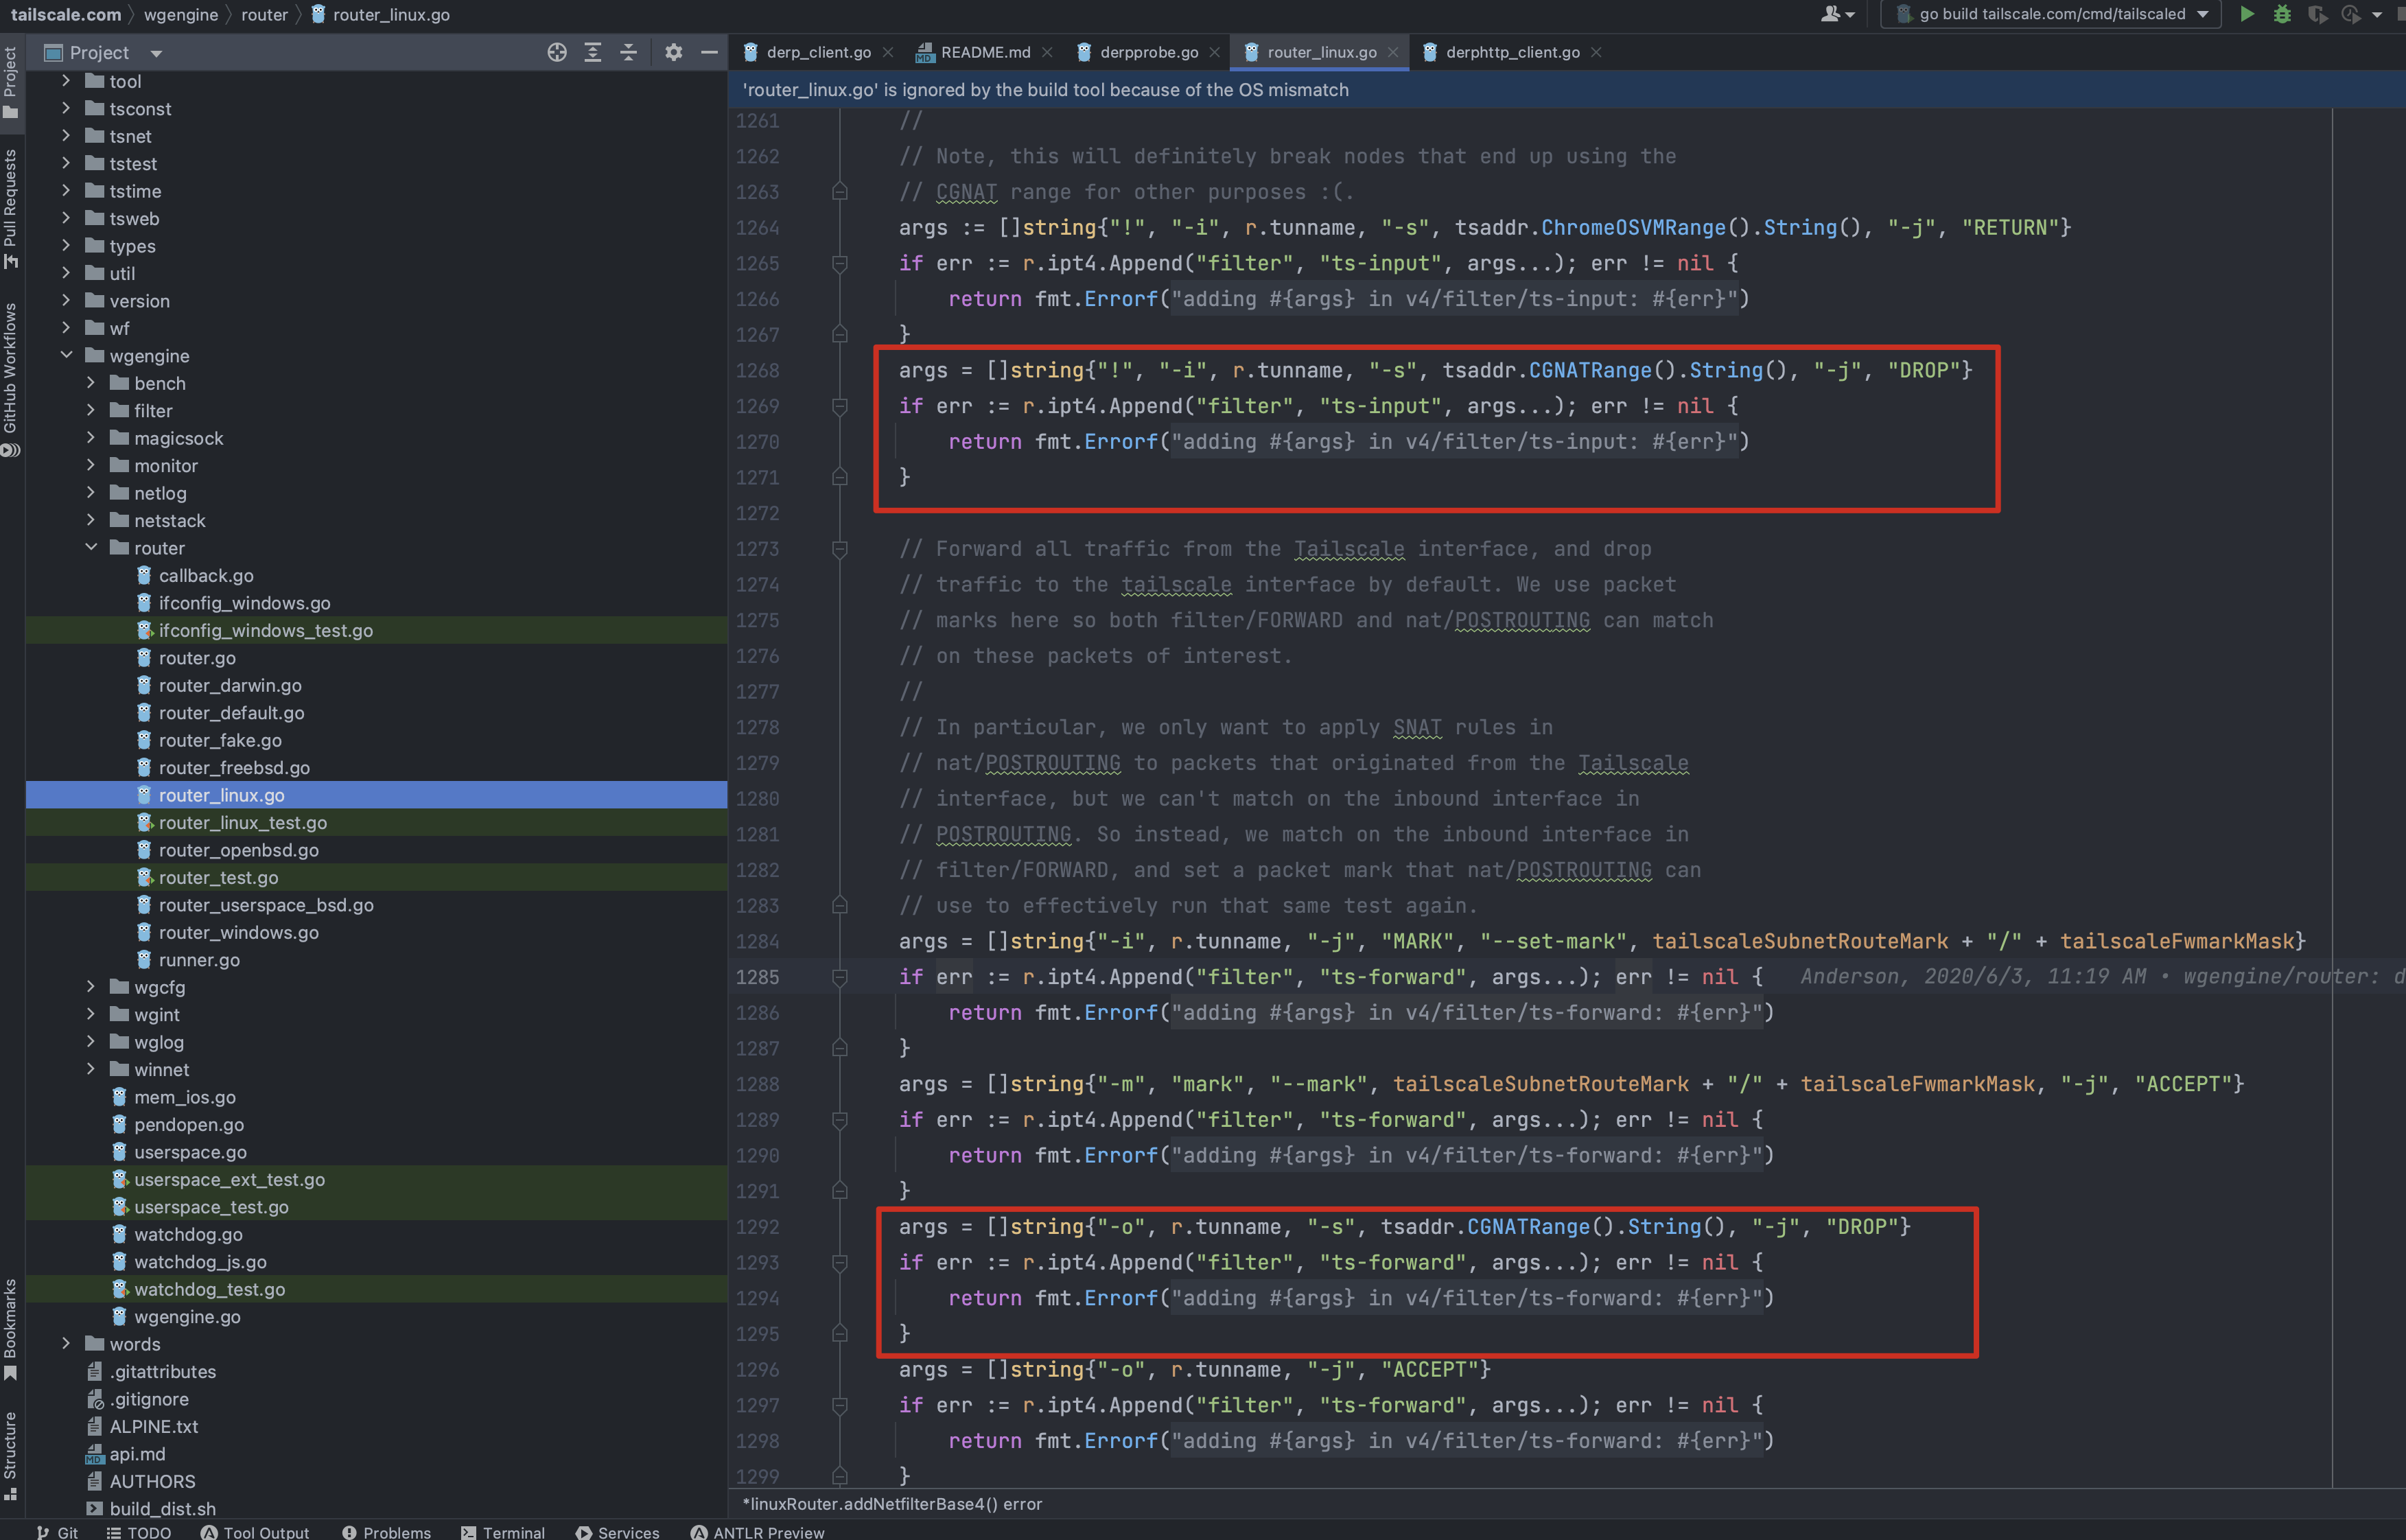 tailscale.com wgengine router router_linux.go
go build tailscale.com/cmd/tailscaled
Project
Pull Requests
GitHub Workflows
Bookmarks
Structure
Project
tool
tsconst
tsnet
tstest
tstime
tsweb
types
util
version
wf
wgengine
bench
filter
magicsock
monitor
netlog
netstack
router
callback.go
ifconfig_windows.go
ifconfig_windows_test.go
router.go
router_darwin.go
router_default.go
router_fake.go
router_freebsd.go
router_linux.go
router_linux_test.go
router_openbsd.go
router_test.go
router_userspace_bsd.go
router_windows.go
runner.go
wgcfg
wgint
wglog
winnet
mem_ios.go
pendopen.go
userspace.go
userspace_ext_test.go
userspace_test.go
watchdog.go
watchdog_js.go
watchdog_test.go
wgengine.go
words
.gitattributes
.gitignore
ALPINE.txt
MD api.md
AUTHORS
build_dist.sh
derp_client.go MD README.md derpprobe.go router_linux.go derphttp_client.go
'router_linux.go' is ignored by the build tool because of the OS mismatch
1261 //
1262 // Note, this will definitely break nodes that end up using the
1263 // CGNAT range for other purposes :(.
1264 args := []string{"!", "-i", r.tunname, "-s", tsaddr.ChromeOSVMRange().String(), "-j", "RETURN"}
1265 if err := r.ipt4.Append("filter", "ts-input", args...); err != nil {
1266 return fmt.Errorf("adding #{args} in v4/filter/ts-input: #{err}")
1267 }
1268 args = []string{"!", "-i", r.tunname, "-s", tsaddr.CGNATRange().String(), "-j", "DROP"}
1269 if err := r.ipt4.Append("filter", "ts-input", args...); err != nil {
1270 return fmt.Errorf("adding #{args} in v4/filter/ts-input: #{err}")
1271 }
1272
1273 // Forward all traffic from the Tailscale interface, and drop
1274 // traffic to the tailscale interface by default. We use packet
1275 // marks here so both filter/FORWARD and nat/POSTROUTING can match
1276 // on these packets of interest.
1277 //
1278 // In particular, we only want to apply SNAT rules in
1279 // nat/POSTROUTING to packets that originated from the Tailscale
1280 // interface, but we can't match on the inbound interface in
1281 // POSTROUTING. So instead, we match on the inbound interface in
1282 // filter/FORWARD, and set a packet mark that nat/POSTROUTING can
1283 // use to effectively run that same test again.
1284 args = []string{"-i", r.tunname, "-j", "MARK", "--set-mark", tailscaleSubnetRouteMark + "/" + tailscaleFwmarkMask}
1285 if err := r.ipt4.Append("filter", "ts-forward", args...); err != nil { Anderson, 2020/6/3, 11:19 AM • wgengine/router: d
1286 return fmt.Errorf("adding #{args} in v4/filter/ts-forward: #{err}")
1287 }
1288 args = []string{"-m", "mark", "--mark", tailscaleSubnetRouteMark + "/" + tailscaleFwmarkMask, "-j", "ACCEPT"}
1289 if err := r.ipt4.Append("filter", "ts-forward", args...); err != nil {
1290 return fmt.Errorf("adding #{args} in v4/filter/ts-forward: #{err}")
1291 }
1292 args = []string{"-o", r.tunname, "-s", tsaddr.CGNATRange().String(), "-j", "DROP"}
1293 if err := r.ipt4.Append("filter", "ts-forward", args...); err != nil {
1294 return fmt.Errorf("adding #{args} in v4/filter/ts-forward: #{err}")
1295 }
1296 args = []string{"-o", r.tunname, "-j", "ACCEPT"}
1297 if err := r.ipt4.Append("filter", "ts-forward", args...); err != nil {
1298 return fmt.Errorf("adding #{args} in v4/filter/ts-forward: #{err}")
1299 }
*linuxRouter.addNetfilterBase4() error
Git TODO Tool Output Problems Terminal Services ANTLR Preview